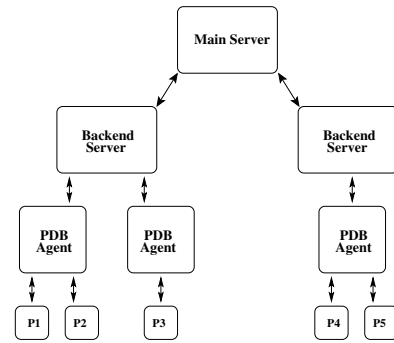 Main Server
Backend
Server
Backend
Server
PDB
Agent
PDB
Agent
PDB
Agent
P1
P2
P3
P4
P5